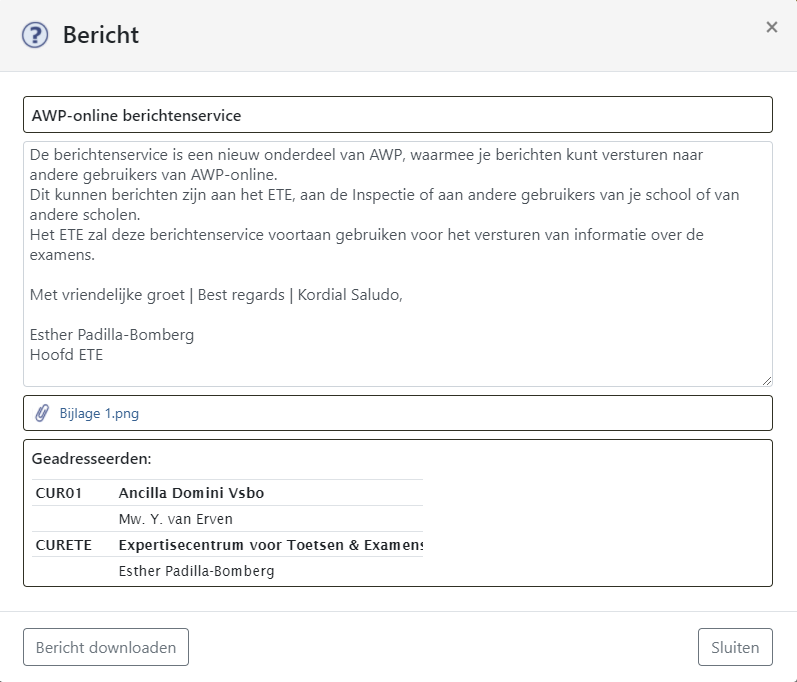 Bericht
AWP-online berichtenservice
De berichtenservice is een nieuw onderdeel van AWP, waarmee je berichten kunt versturen naar
andere gebruikers van AWP-online.
Dit kunnen berichten zijn aan het ETE, aan de Inspectie of aan andere gebruikers van je school of van
andere scholen.
Het ETE zal deze berichtenservice voortaan gebruiken voor het versturen van informatie over de
examens.
Met vriendelijke groet | Best regards | Kordial Saludo,
Esther Padilla-Bomberg
Hoofd ETE
Bijlage 1.png
Geadresseerden:
CUR01 Ancilla Domini Vsbo
Mw. Y. van Erven
CURETE Expertisecentrum voor Toetsen & Examens
Esther Padilla-Bomberg
Bericht downloaden Sluiten